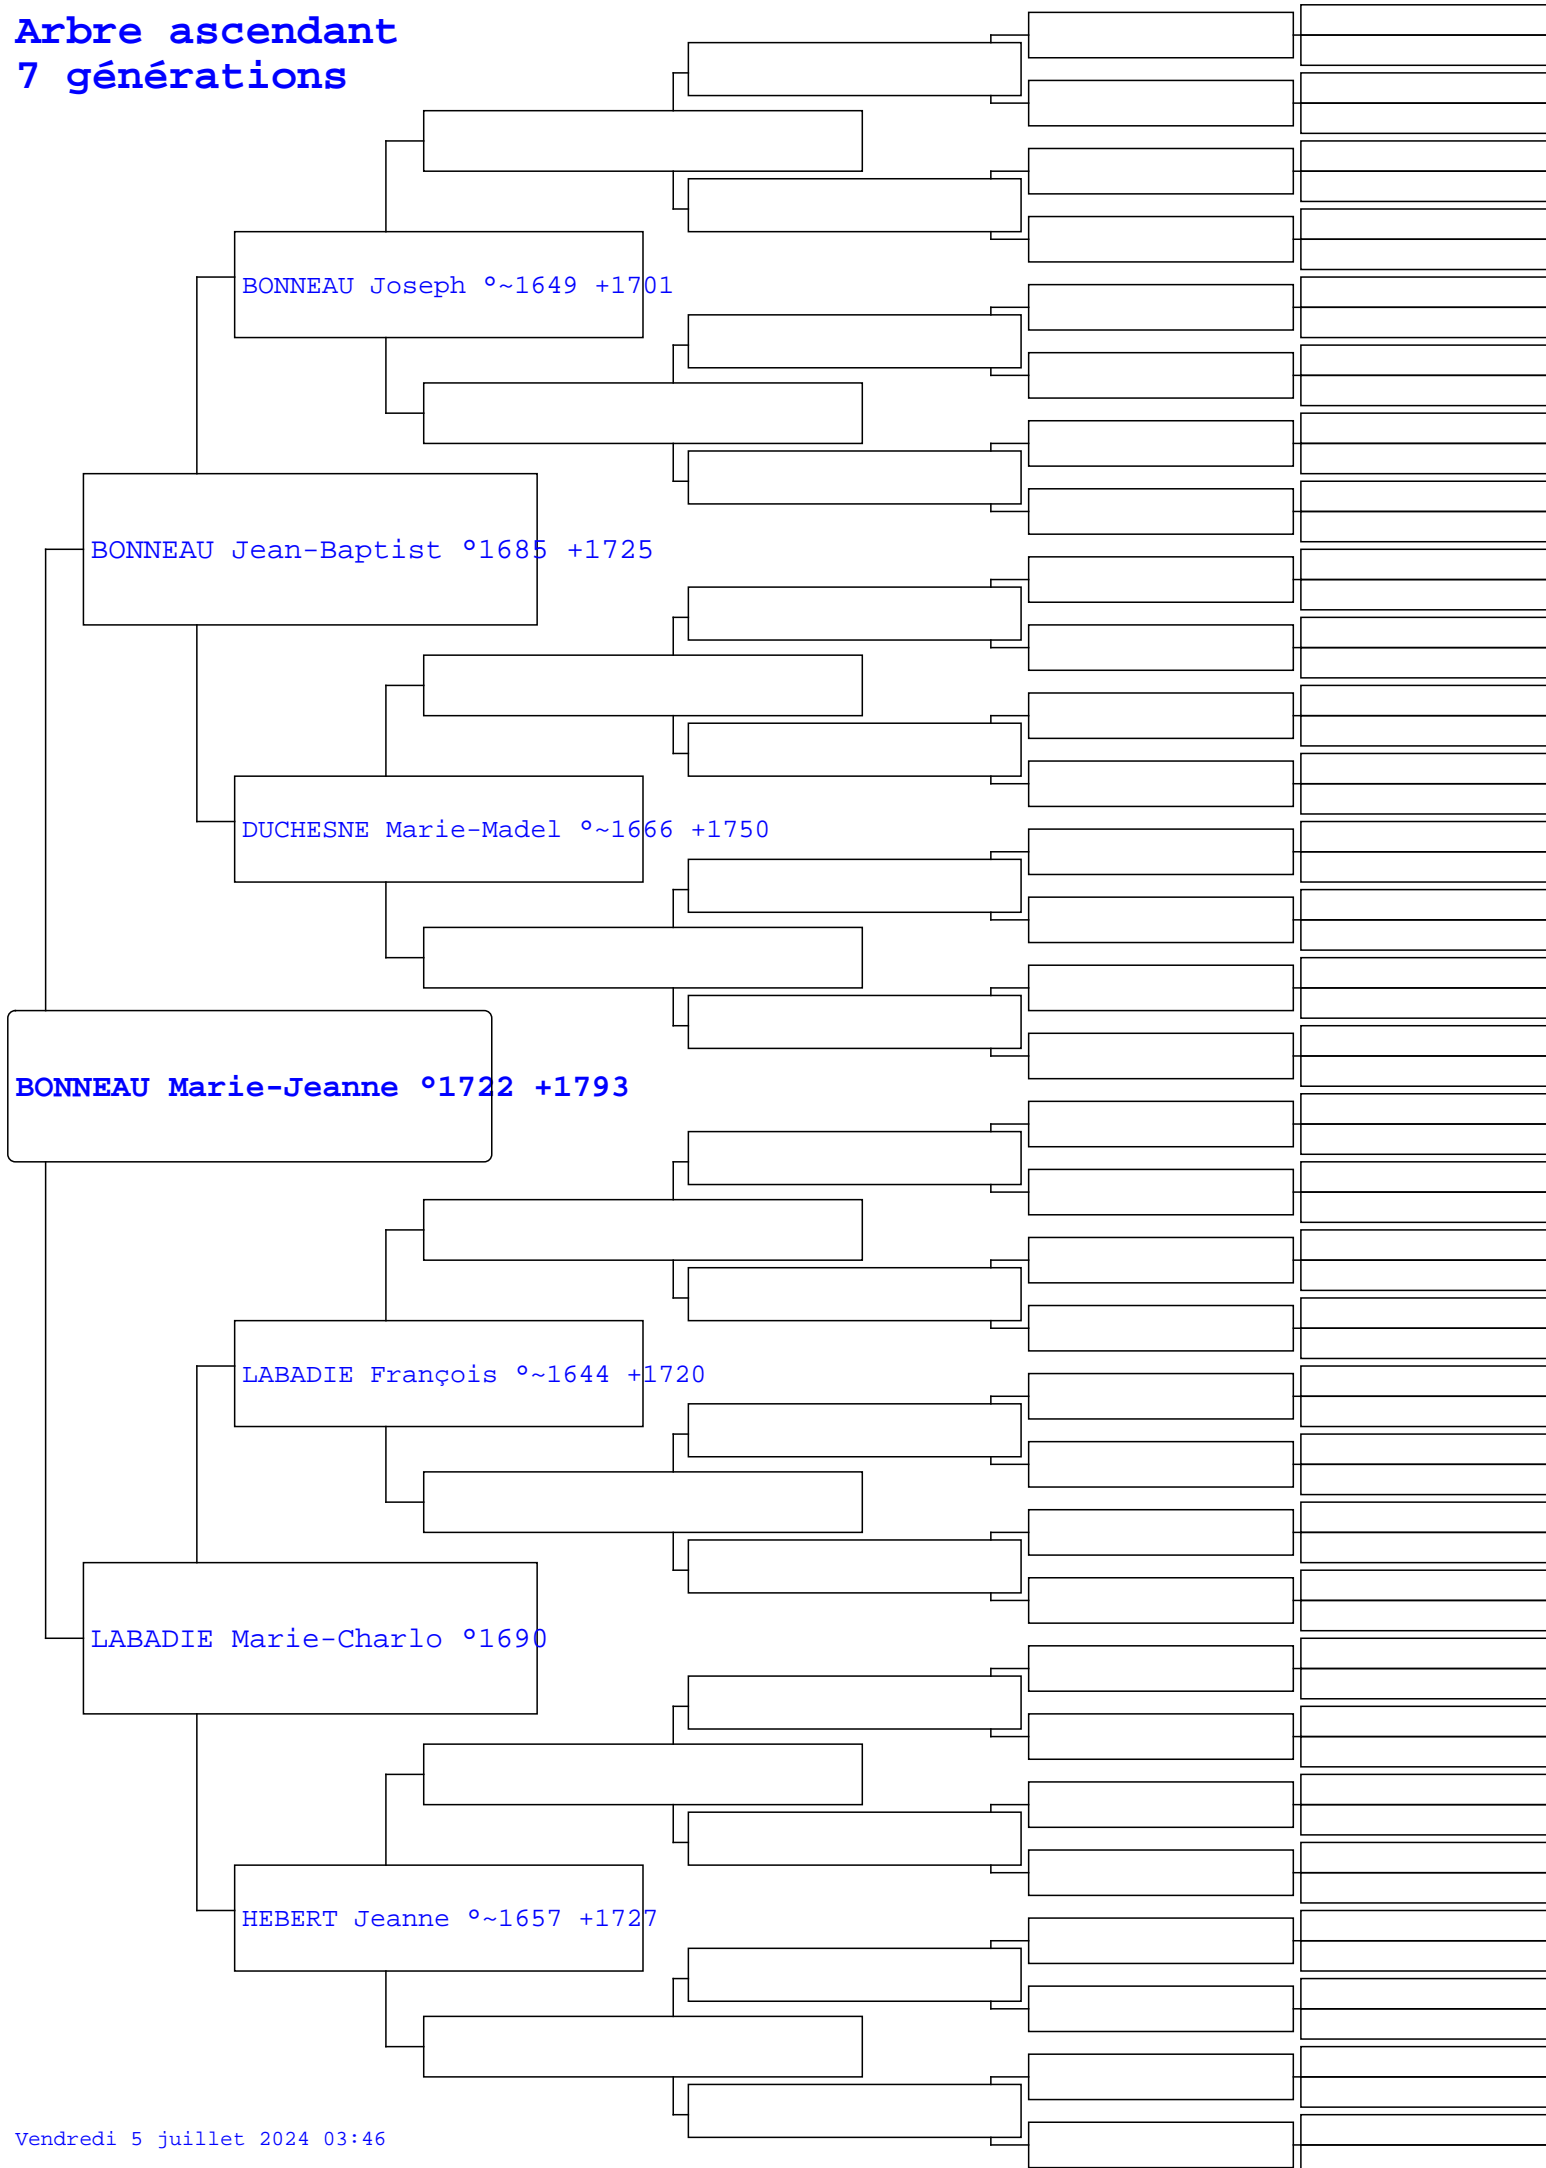 Arbre ascendant
7 générations
BONNEAU Joseph °~1649 +1701
BONNEAU Jean-Baptist °1685 +1725
DUCHESNE Marie-Madel °~1666 +1750
BONNEAU Marie-Jeanne °1722 +1793
LABADIE François °~1644 +1720
LABADIE Marie-Charlo °1690
HEBERT Jeanne °~1657 +1727
Vendredi 5 juillet 2024 03:46